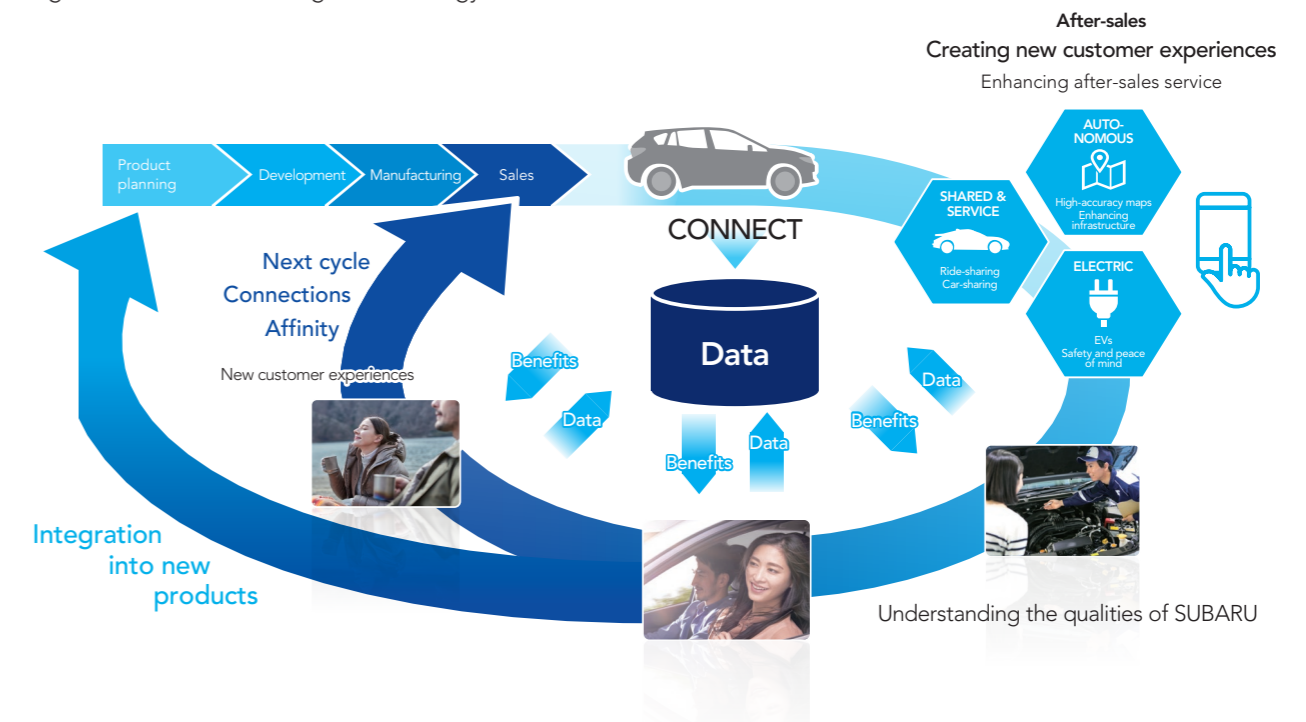 After-sales
Creating new customer experiences
Enhancing after-sales service
Product
planning
Development
Manufacturing
Sales
CONNECT
AUTO-
NOMOUS
High-accuracy maps
Enhancing
infrastructure
SHARED &
SERVICE
Ride-sharing
Car-sharing
ELECTRIC
EVs
Safety and peace
of mind
Next cycle
Connections
Affinity
New customer experiences
Data
Benefits
Data
Benefits
Data
Benefits
Data
Integration
into new
products
Understanding the qualities of SUBARU